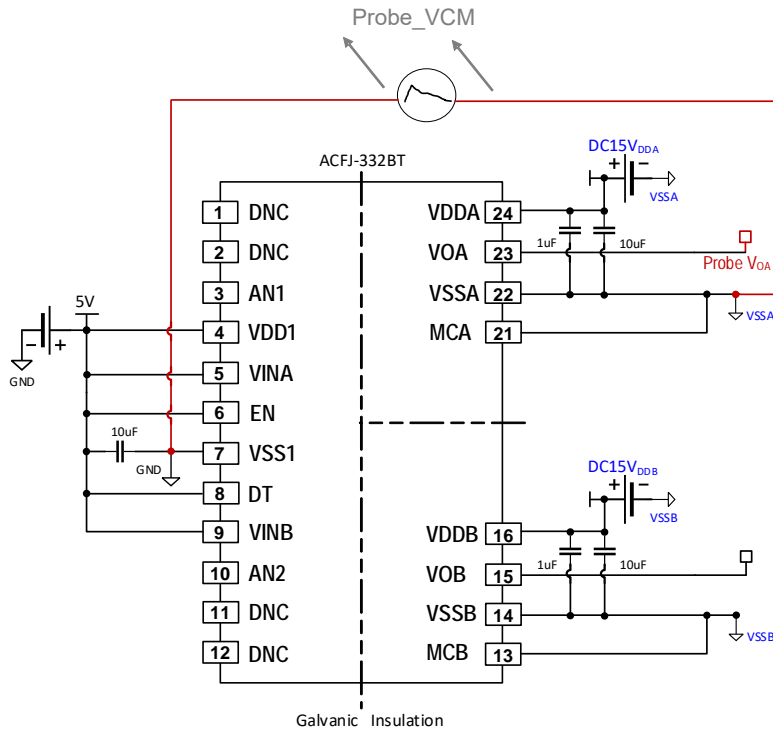 Probe_VCM
ACFJ-332BT
DC15VDDA
+ −
VSSA
1 DNC
VDDA 24
1uF
10uF
2 DNC
VOA 23
Probe VOA
3 AN1
VSSA 22
VSSA
5V
− +
GND
4 VDD1
MCA 21
5 VINA
6 EN
10uF
7 VSS1
GND
DC15VDDB
+ −
VSSB
8 DT
9 VINB
VDDB 16
1uF
10uF
10 AN2
VOB 15
11 DNC
VSSB 14
VSSB
12 DNC
MCB 13
Galvanic Insulation